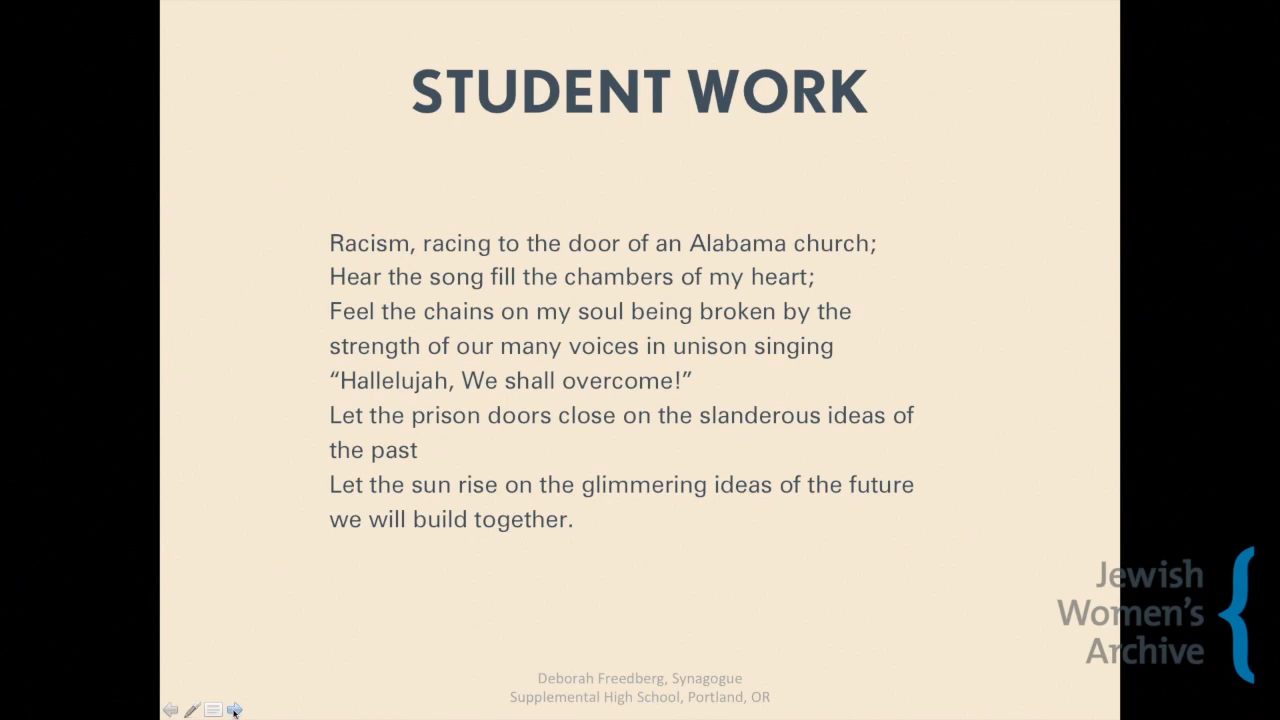 STUDENT WORK
Racism, racing to the door of an Alabama church;
Hear the song fill the chambers of my heart;
Feel the chains on my soul being broken by the
strength of our many voices in unison singing
“Hallelujah, We shall overcome!”
Let the prison doors close on the slanderous ideas of
the past
Let the sun rise on the glimmering ideas of the future
we will build together.
Jewish
Women's
Archive
Deborah Freedberg, Synagogue
Supplemental High School, Portland, OR